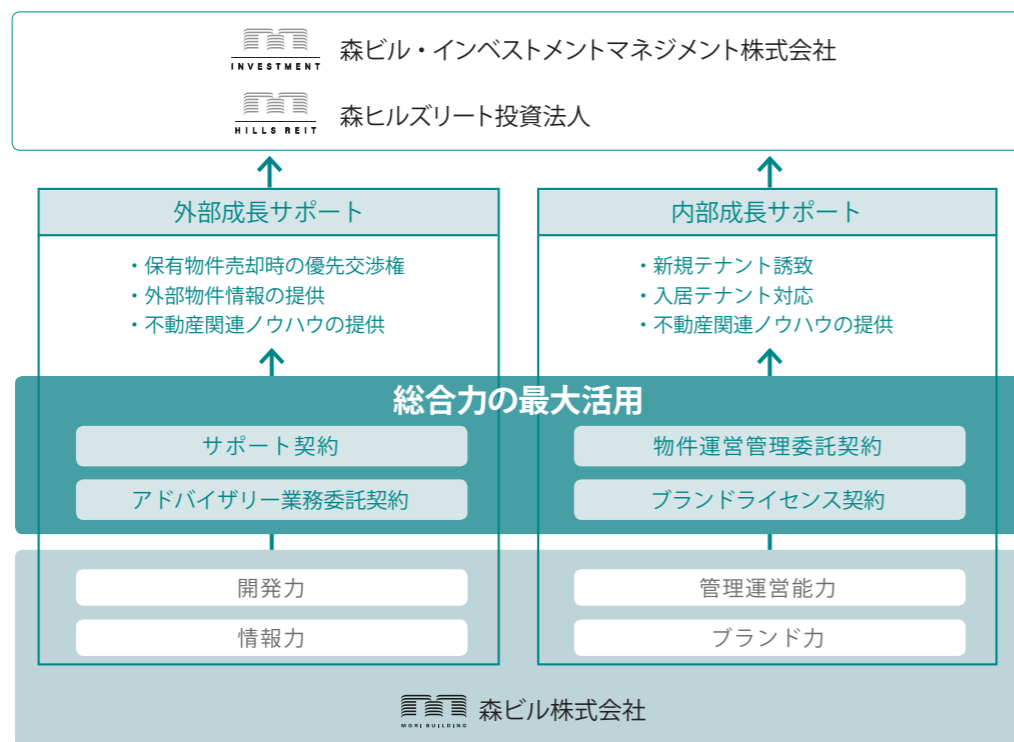 INVESTMENT
森ビル・インベストメントマネジメント株式会社
HILLS REIT
森ヒルズリート投資法人
外部成長サポート
・保有物件売却時の優先交渉権
・外部物件情報の提供
・不動産関連ノウハウの提供
内部成長サポート
・新規テナント誘致
・入居テナント対応
・不動産関連ノウハウの提供
総合力の最大活用
サポート契約
アドバイザリー業務委託契約
物件運営管理委託契約
ブランドライセンス契約
開発力
情報力
管理運営能力
ブランド力
MORI BUILDING
森ビル株式会社